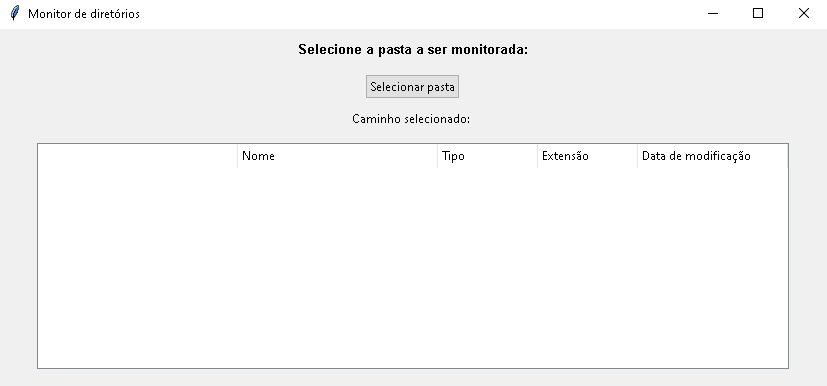 Monitor de diretórios
Selecione a pasta a ser monitorada:
Selecionar pasta
Caminho selecionado:
Nome Tipo Extensão Data de modificação